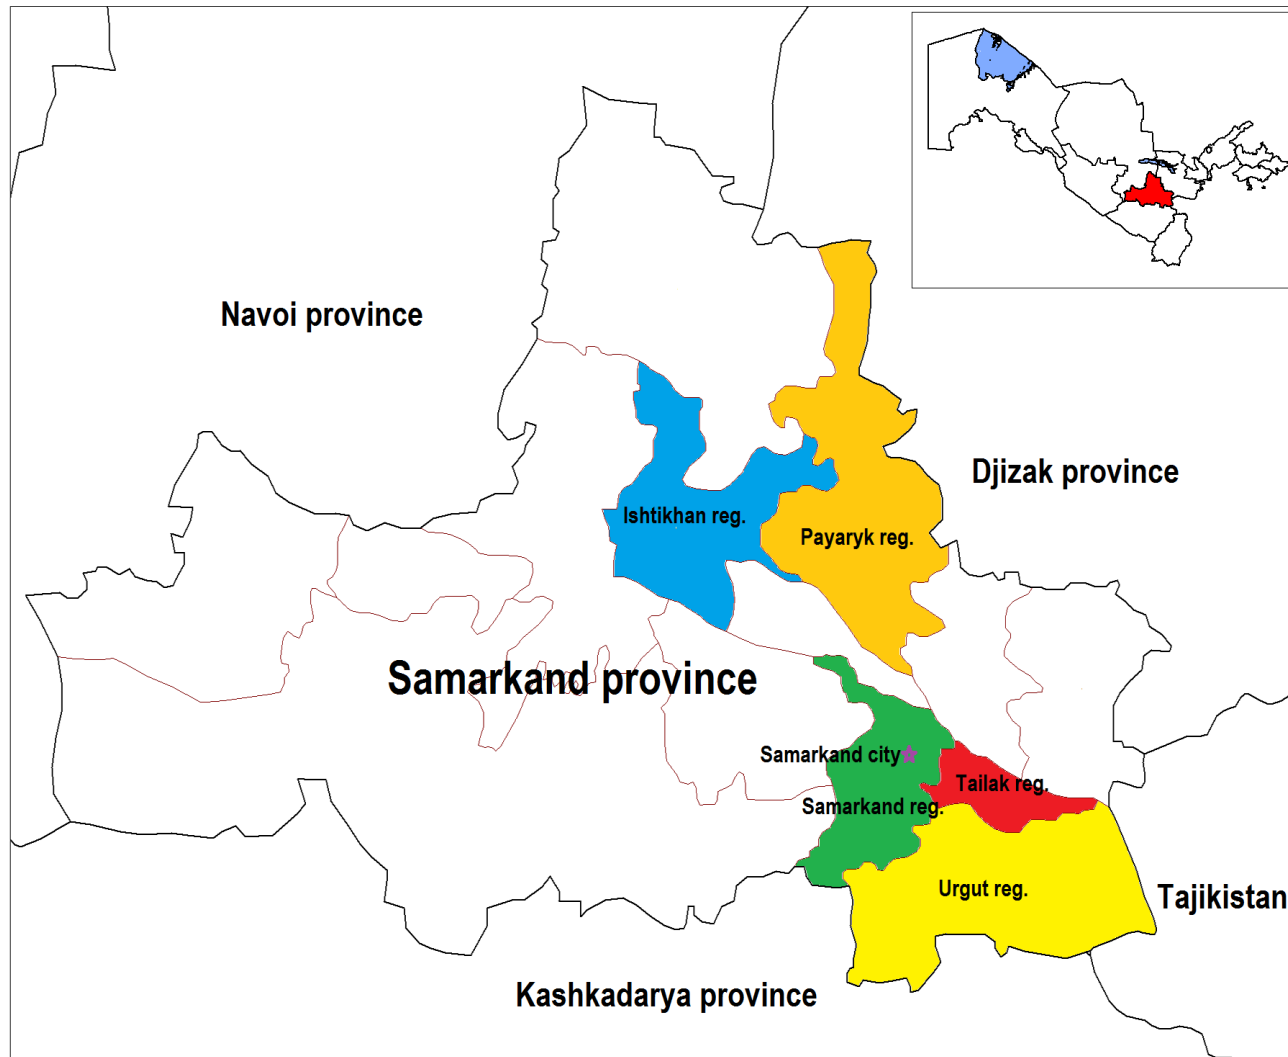 Navoi province
Djizak province
Ishtikhan reg.
Payaryk reg.
Samarkand province
Samarkand city
Tailak reg.
Samarkand reg.
Urgut reg.
Tajikistan
Kashkadarya province